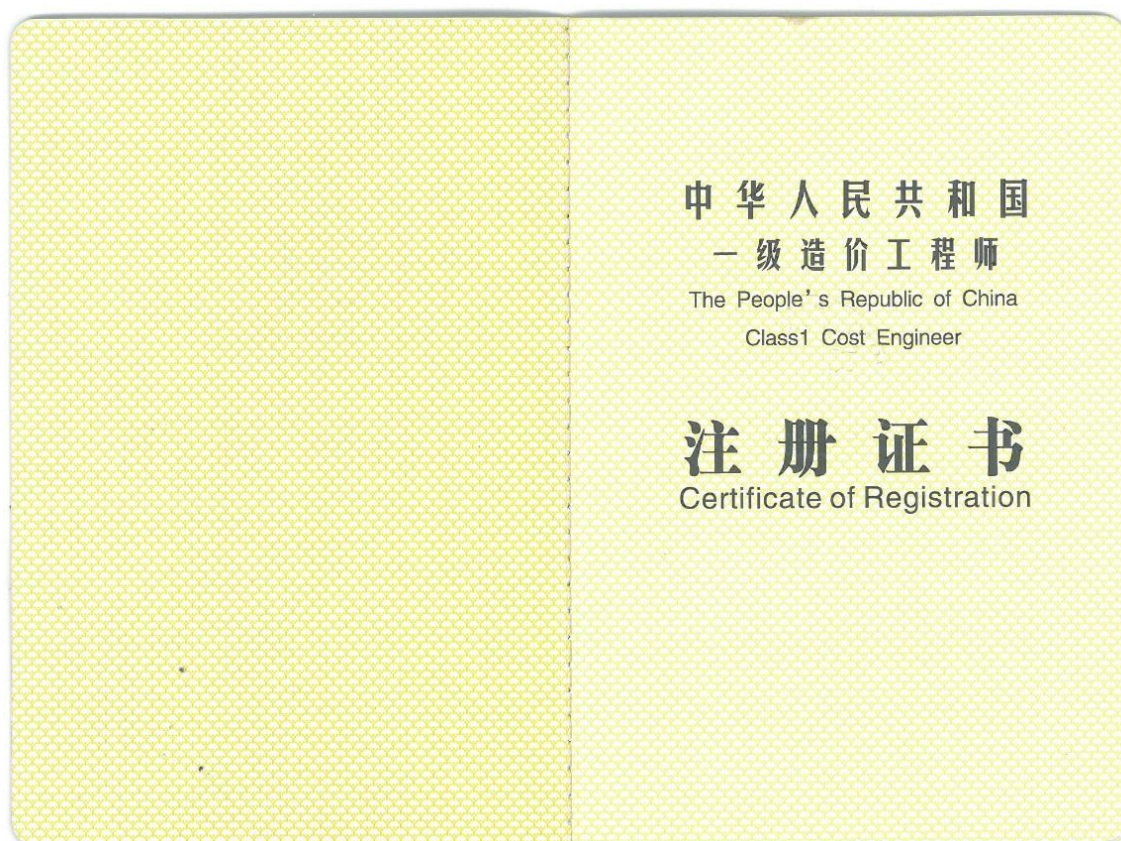 中华人民共和国
一级造价工程师
The People's Republic of China
Class1 Cost Engineer
注册证书
Certificate of Registration